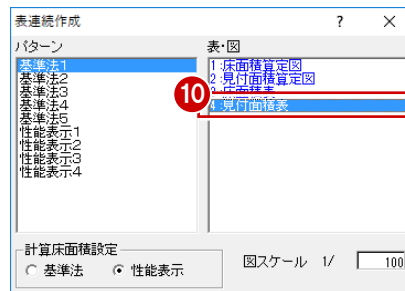 表連続作成 ? ×
パターン
基準法1
基準法2
基準法3
基準法4
基準法5
性能表示1
性能表示2
性能表示3
性能表示4
表・図
1:床面積算定図
2:見付面積算定図
3:床面積表
4:見付面積表
10
計算床面積設定
基準法 性能表示
図スケール 1/ 100